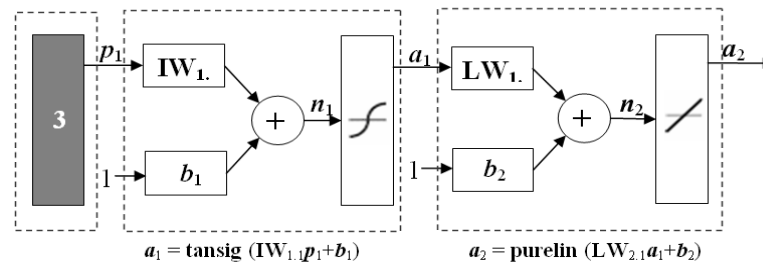 3
p₁
IW₁.
1
b₁
+
n₁
a₁
LW₁.
1
b₂
+
n₂
a₂
a₁ = tansig (IW₁.₁p₁+b₁)
a₂ = purelin (LW₂.₁a₁+b₂)